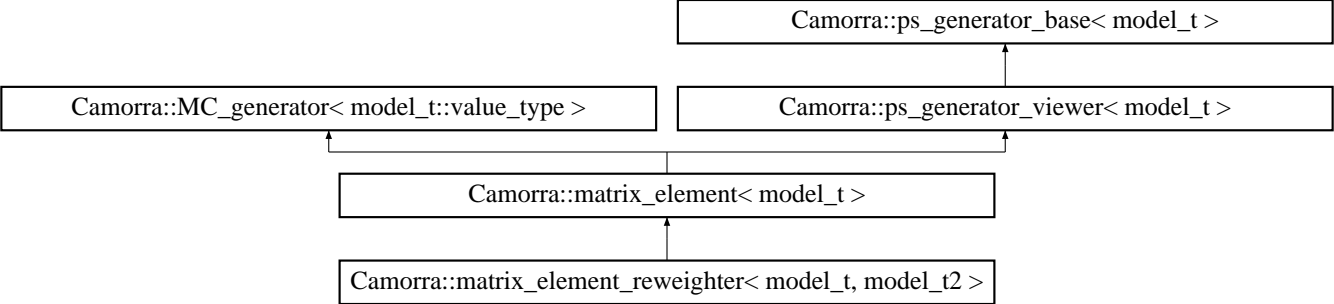 Camorra::ps_generator_base< model_t >
Camorra::MC_generator< model_t::value_type >
Camorra::ps_generator_viewer< model_t >
Camorra::matrix_element< model_t >
Camorra::matrix_element_reweighter< model_t, model_t2 >